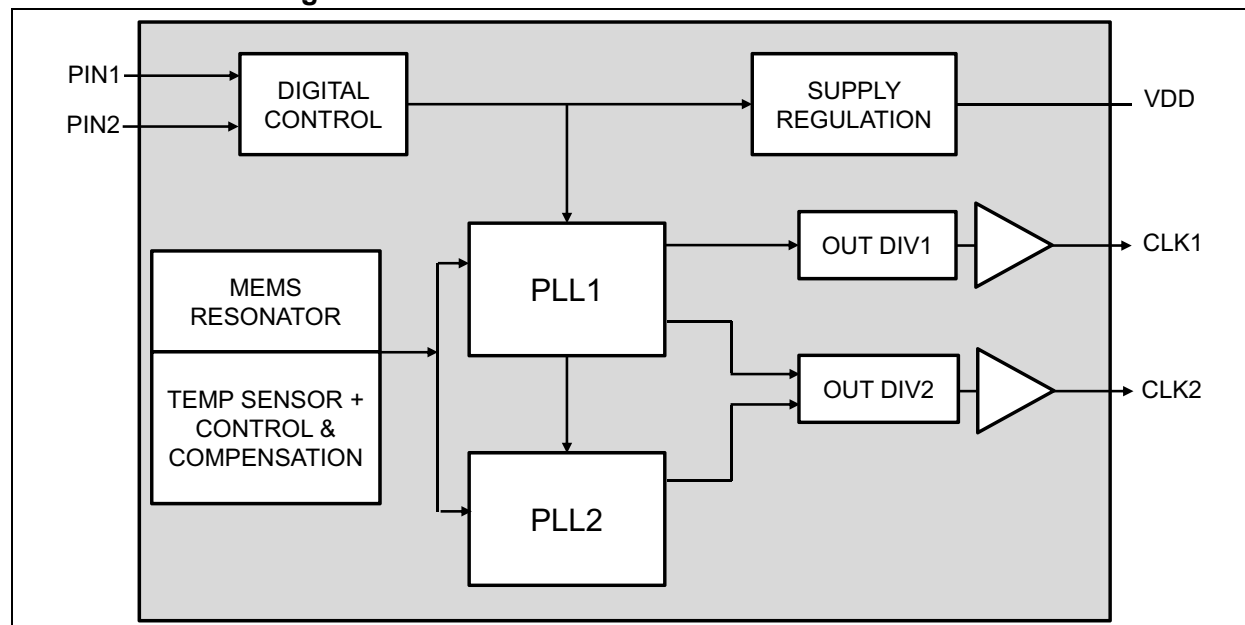 PIN1
PIN2
DIGITAL
CONTROL
SUPPLY
REGULATION
VDD
MEMS
RESONATOR
TEMP SENSOR +
CONTROL &
COMPENSATION
PLL1
PLL2
OUT DIV1
CLK1
OUT DIV2
CLK2